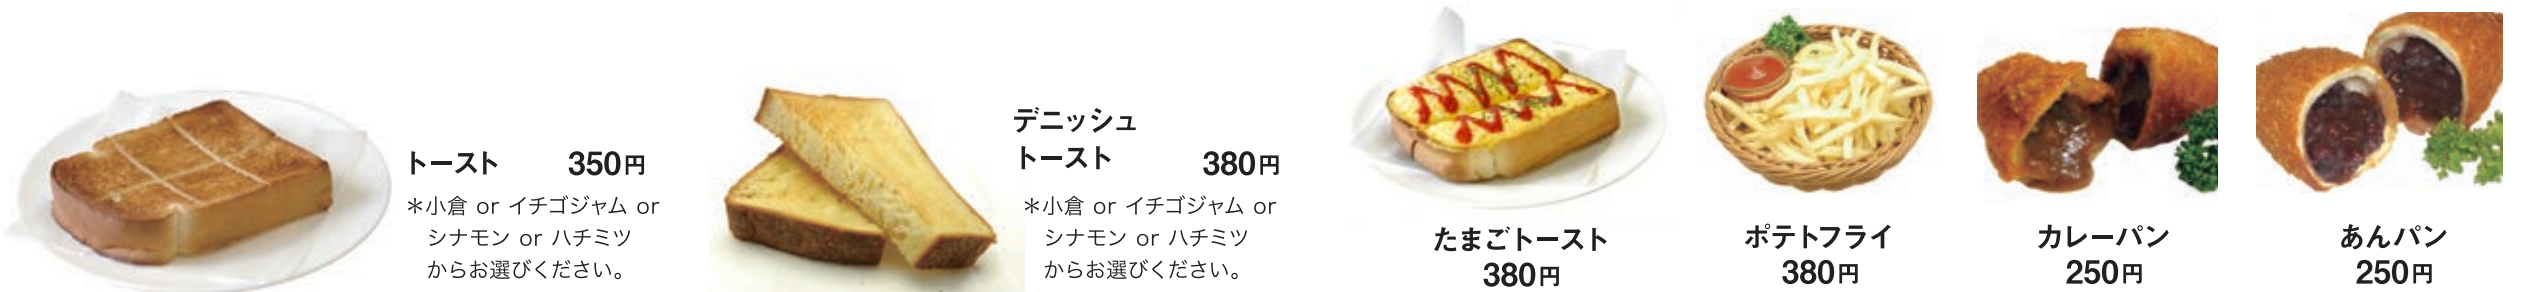 トースト 350円
＊小倉 or イチゴジャム or
シナモン or ハチミツ
からお選びください。
デニッシュ
トースト 380円
＊小倉 or イチゴジャム or
シナモン or ハチミツ
からお選びください。
たまごトースト
380円
ポテトフライ
380円
カレーパン
250円
あんパン
250円